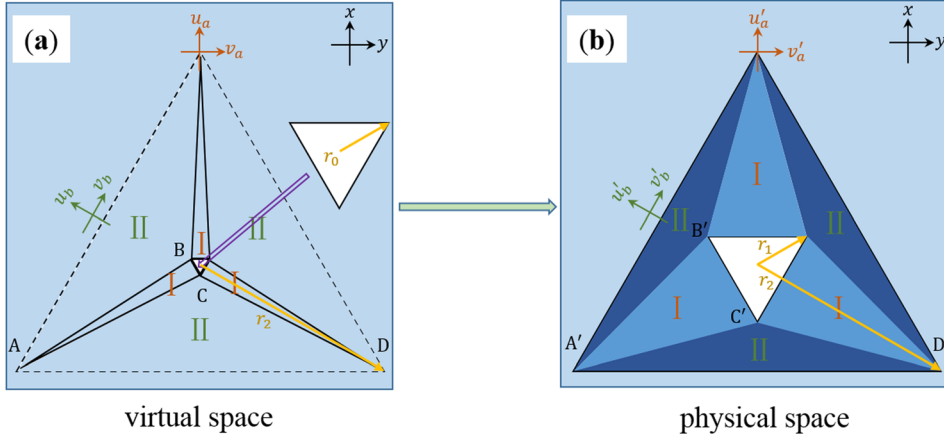 (a)
u_a
v_a
x
y
r_0
u_b
v_b
II
II
B
I
I
I
C
II
r_2
A
D
virtual space
(b)
u'_a
v'_a
x
y
I
u'_b
v'_b
II
II
B'
r_1
r_2
C'
I
I
II
A'
D'
physical space